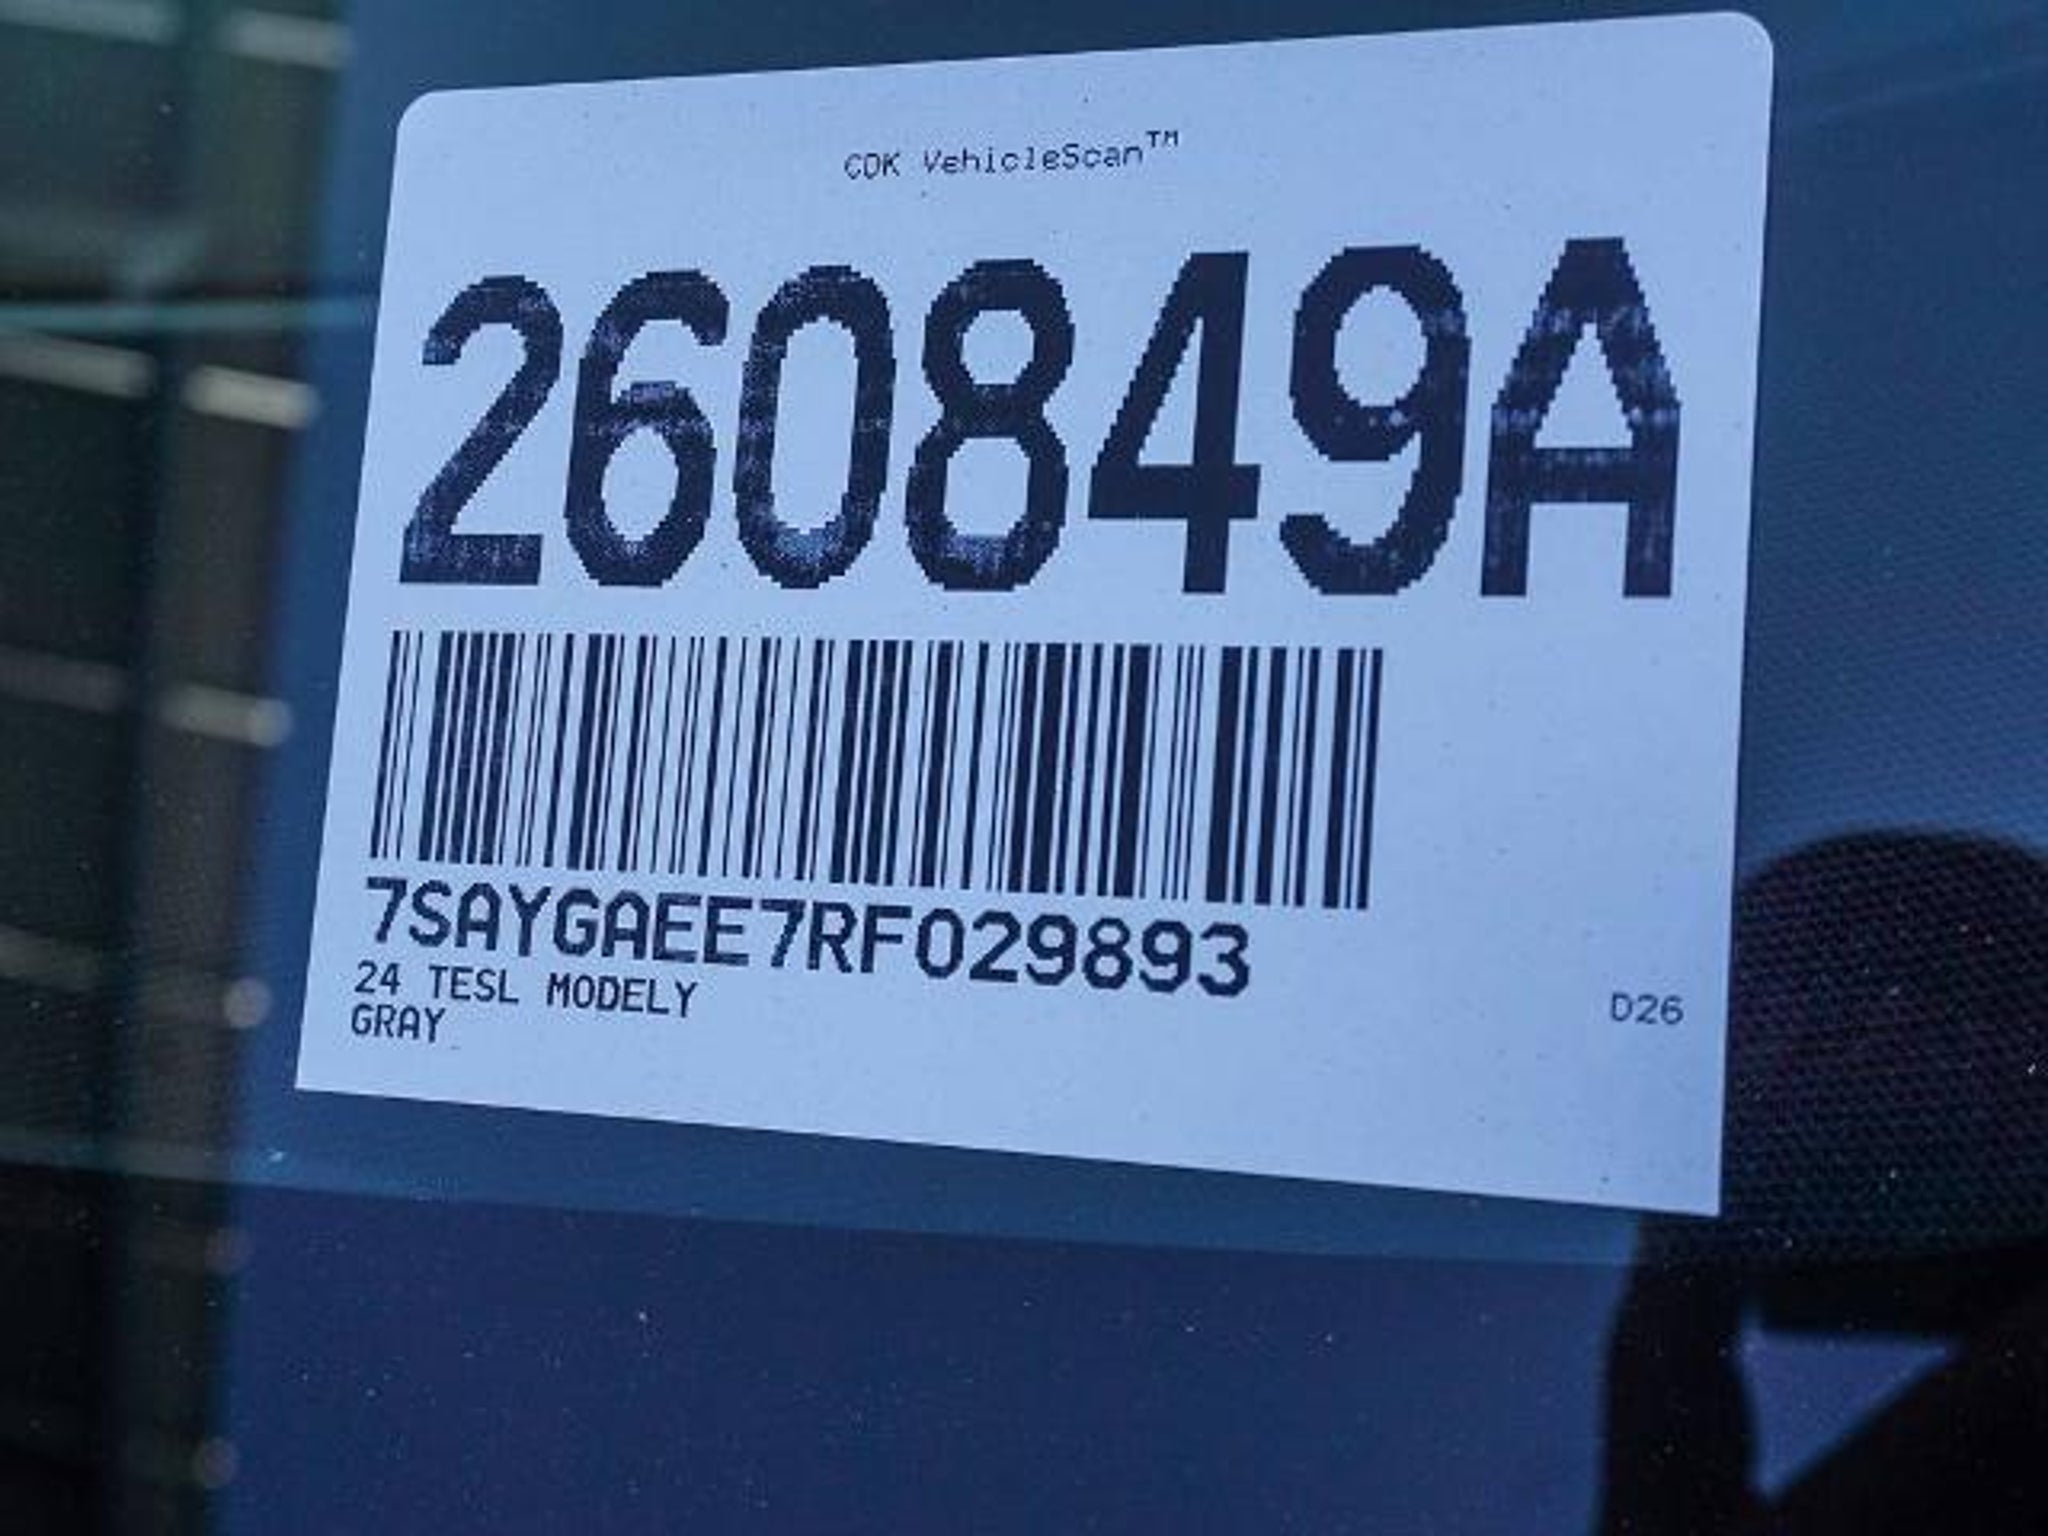 CDK VehicleScan™
260849A
7SAYGAEE7RF029893
24 TESL MODELY
GRAY
D26